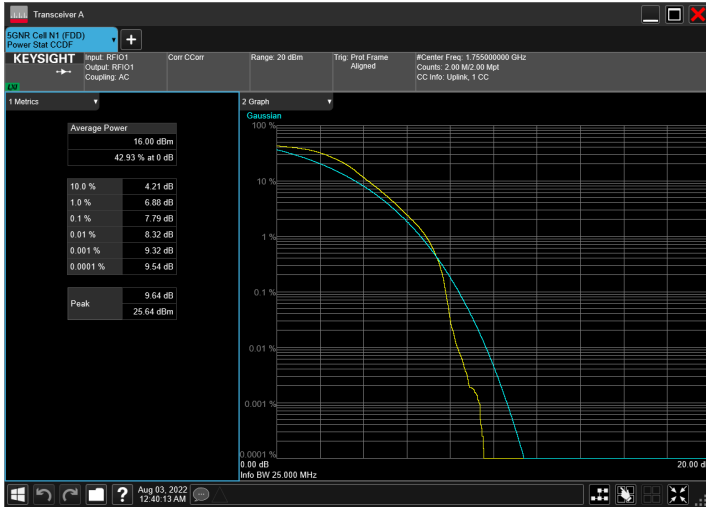 Transceiver A
5GNR Cell N1 (FDD)
Power Stat CCDF
KEYSIGHT
LXI
Input: RFIO1
Output: RFIO1
Coupling: AC
Corr CCorr
Range: 20 dBm
Trig: Prot Frame
Aligned
#Center Freq: 1.755000000 GHz
Counts: 2.00 M/2.00 Mpt
CC Info: Uplink, 1 CC
1 Metrics
Average Power
16.00 dBm
42.93 % at 0 dB
10.0 % 4.21 dB
1.0 % 6.88 dB
0.1 % 7.79 dB
0.01 % 8.32 dB
0.001 % 9.32 dB
0.0001 % 9.54 dB
Peak
9.64 dB
25.64 dBm
2 Graph
Gaussian
100 %
10 %
1 %
0.1 %
0.01 %
0.001 %
0.0001 %
0.00 dB
20.00 d
Info BW 25.000 MHz
?
Aug 03, 2022
12:40:13 AM